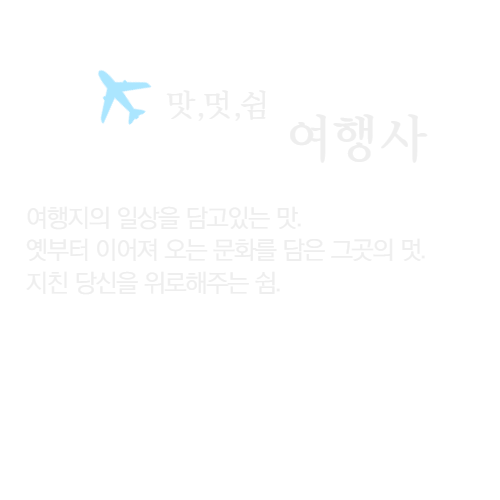 맛,멋,쉼
여행사
여행지의 일상을 담고있는 맛.
옛부터 이어져 오는 문화를 담은 그곳의 멋.
지친 당신을 위로해주는 쉼.